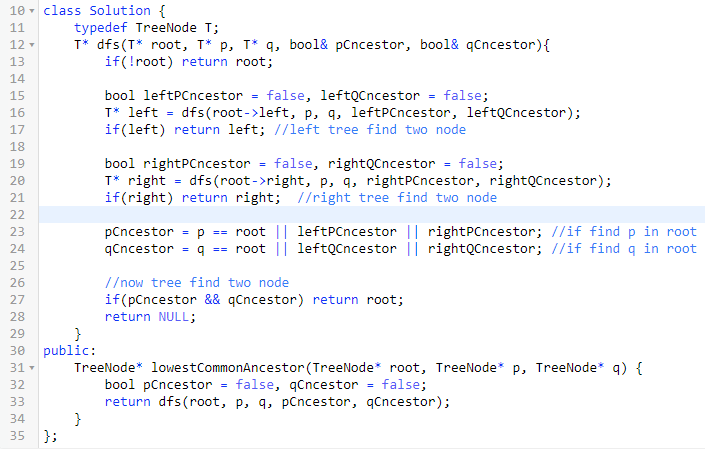 10 class Solution {
11     typedef TreeNode T;
12     T* dfs(T* root, T* p, T* q, bool& pCncestor, bool& qCncestor){
13         if(!root) return root;
14
15         bool leftPCncestor = false, leftQCncestor = false;
16         T* left = dfs(root->left, p, q, leftPCncestor, leftQCncestor);
17         if(left) return left; //left tree find two node
18
19         bool rightPCncestor = false, rightQCncestor = false;
20         T* right = dfs(root->right, p, q, rightPCncestor, rightQCncestor);
21         if(right) return right;  //right tree find two node
22
23         pCncestor = p == root || leftPCncestor || rightPCncestor; //if find p in root
24         qCncestor = q == root || leftQCncestor || rightQCncestor; //if find q in root
25
26         //now tree find two node
27         if(pCncestor && qCncestor) return root;
28         return NULL;
29     }
30 public:
31     TreeNode* lowestCommonAncestor(TreeNode* root, TreeNode* p, TreeNode* q) {
32         bool pCncestor = false, qCncestor = false;
33         return dfs(root, p, q, pCncestor, qCncestor);
34     }
35 };